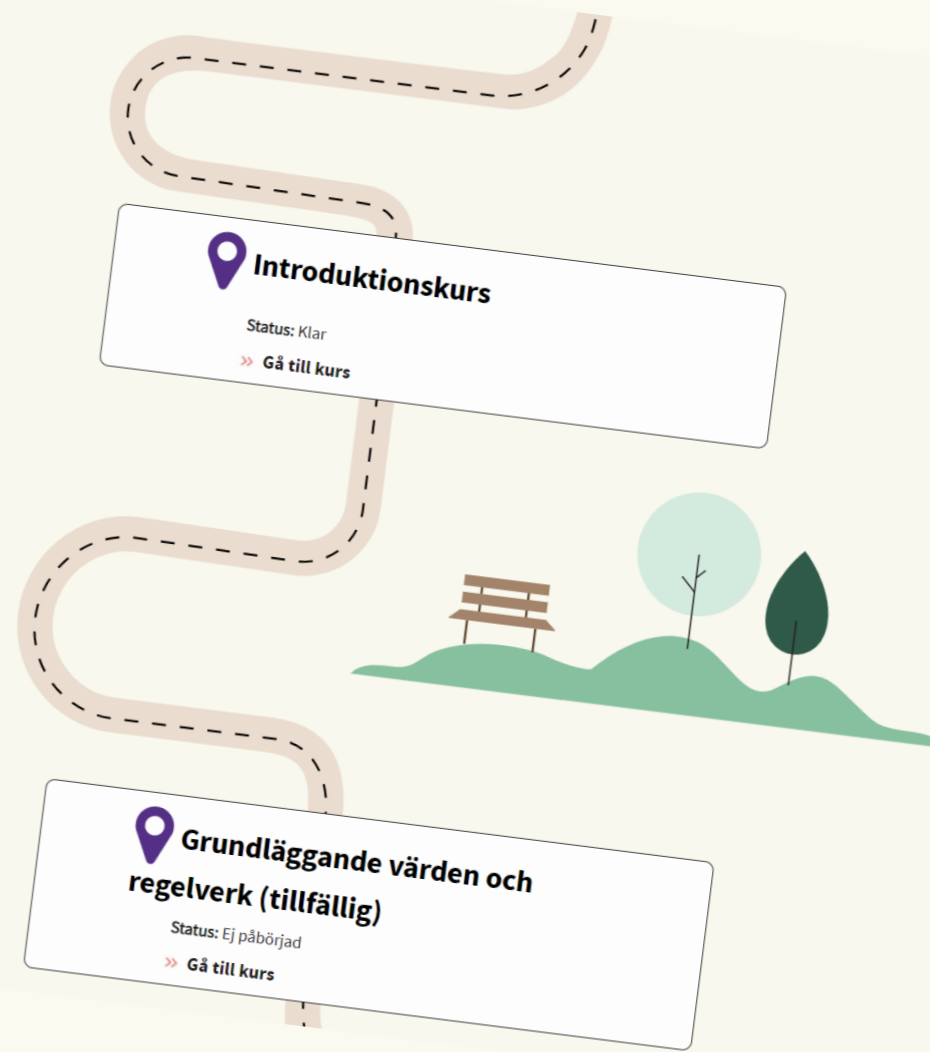 Introduktionskurs
Status: Klar
» Gå till kurs
Grundläggande värden och
regelverk (tillfällig)
Status: Ej påbörjad
» Gå till kurs